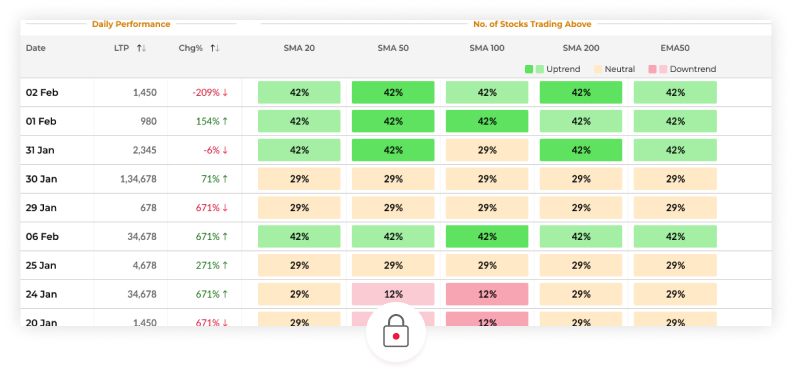 Daily Performance No. of Stocks Trading Above
Date LTP ↑↓ Chg% ↑↓ SMA 20 SMA 50 SMA 100 SMA 200 EMA50
Uptrend Neutral Downtrend
02 Feb 1,450 -209% ↓ 42% 42% 42% 42% 42%
01 Feb 980 154% ↑ 42% 42% 42% 42% 42%
31 Jan 2,345 -6% ↓ 42% 42% 29% 42% 42%
30 Jan 1,34,678 71% ↑ 29% 29% 29% 29% 29%
29 Jan 678 671% ↓ 29% 29% 29% 29% 29%
06 Feb 34,678 671% ↑ 42% 42% 42% 42% 42%
25 Jan 4,678 271% ↑ 29% 29% 29% 29% 29%
24 Jan 34,678 671% ↑ 29% 12% 12% 29% 29%
20 Jan 1,450 671% ↓ 29% 12% 29% 29%